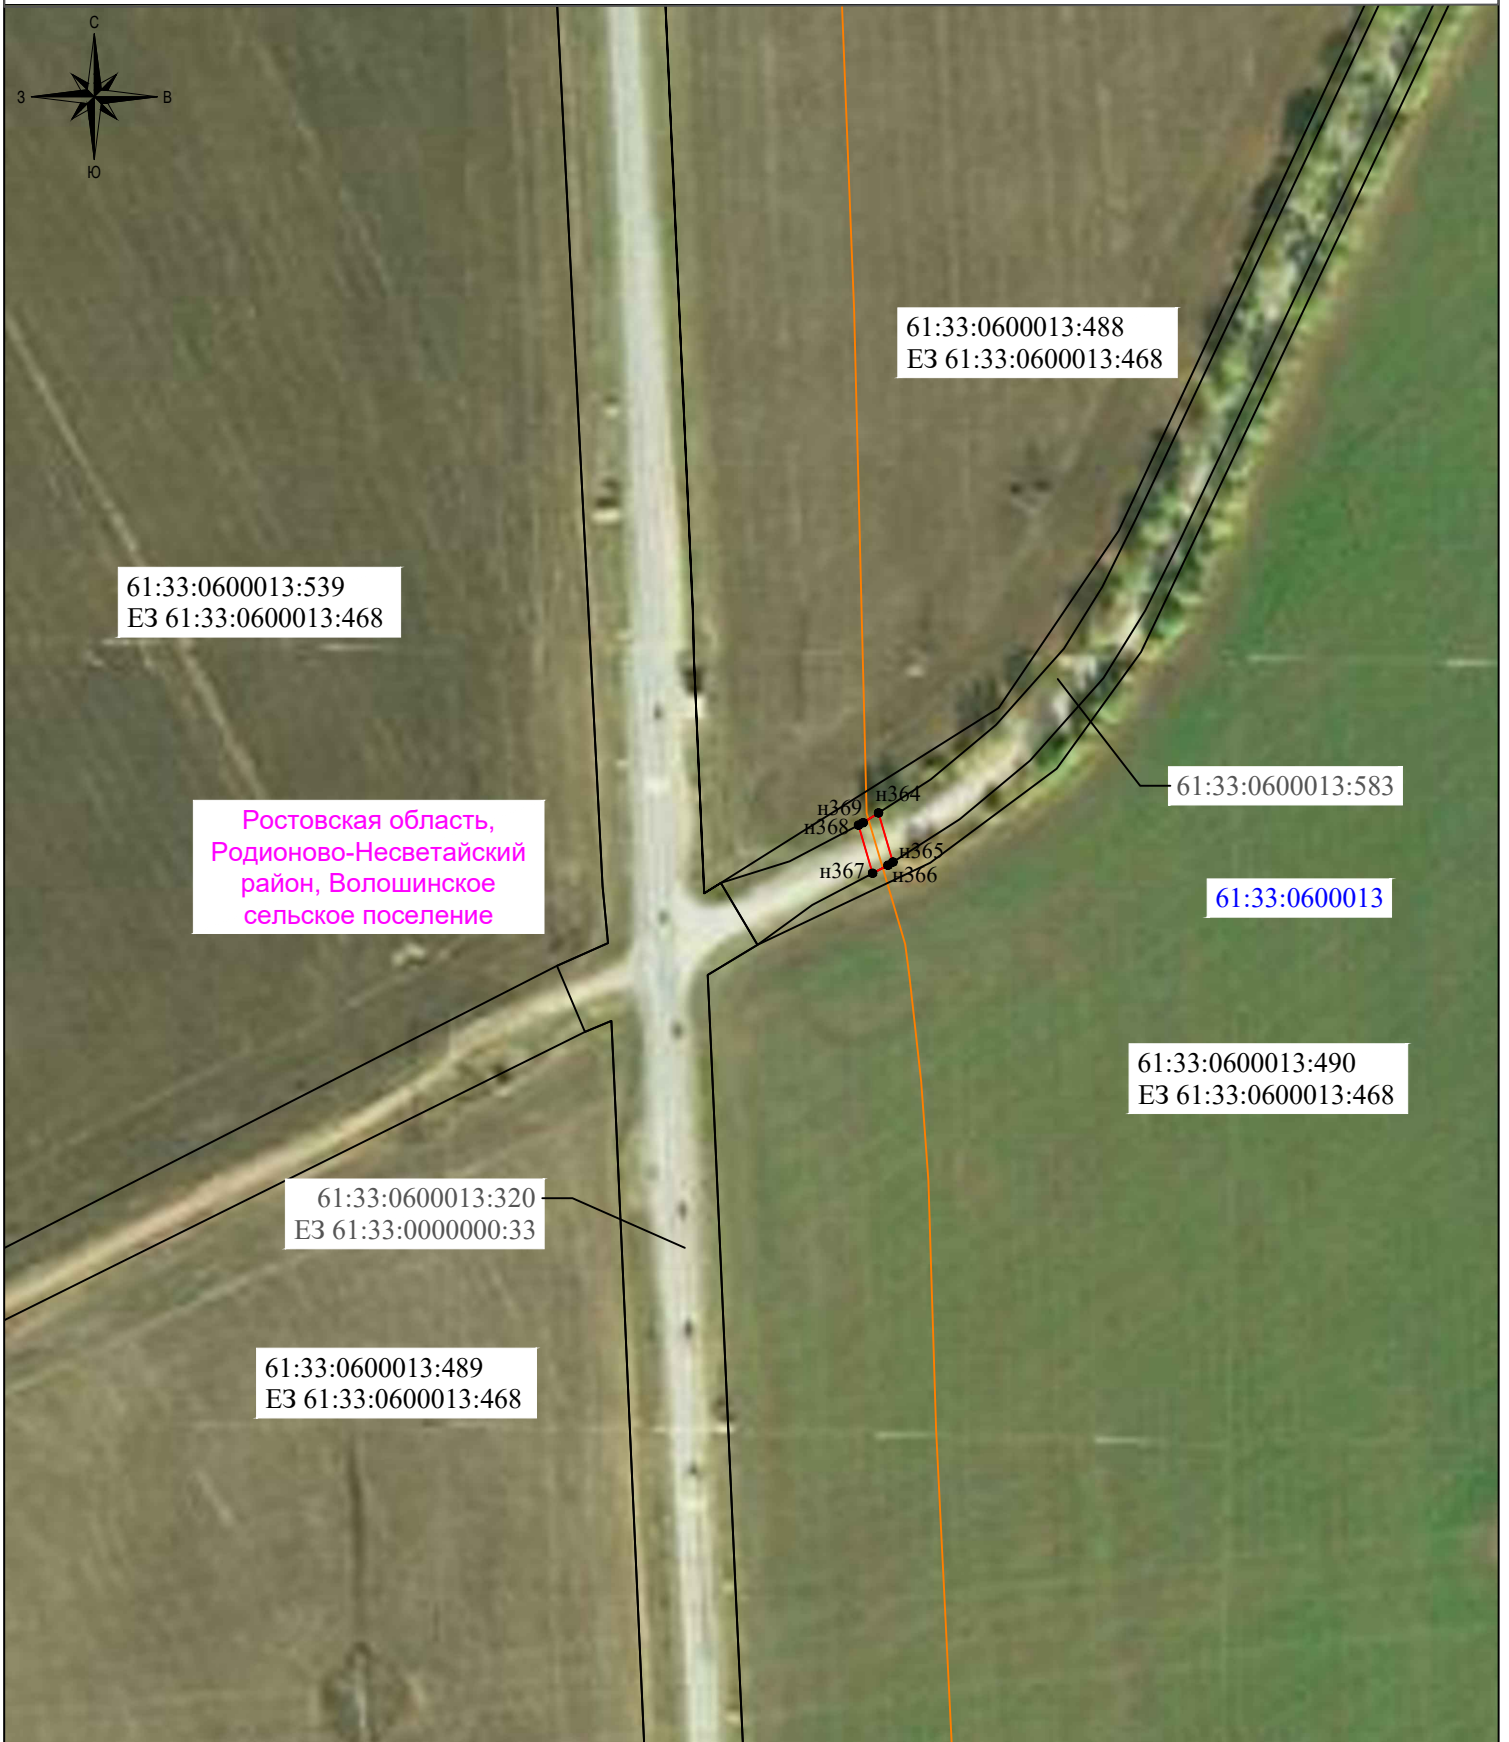 С
З
В
Ю
61:33:0600013:488
ЕЗ 61:33:0600013:468
61:33:0600013:539
ЕЗ 61:33:0600013:468
61:33:0600013:583
Ростовская область,
Родионово-Несветайский
район, Волошинское
сельское поселение
н364
н369
н368
н365
н367
н366
61:33:0600013
61:33:0600013:490
ЕЗ 61:33:0600013:468
61:33:0600013:320
ЕЗ 61:33:0000000:33
61:33:0600013:489
ЕЗ 61:33:0600013:468